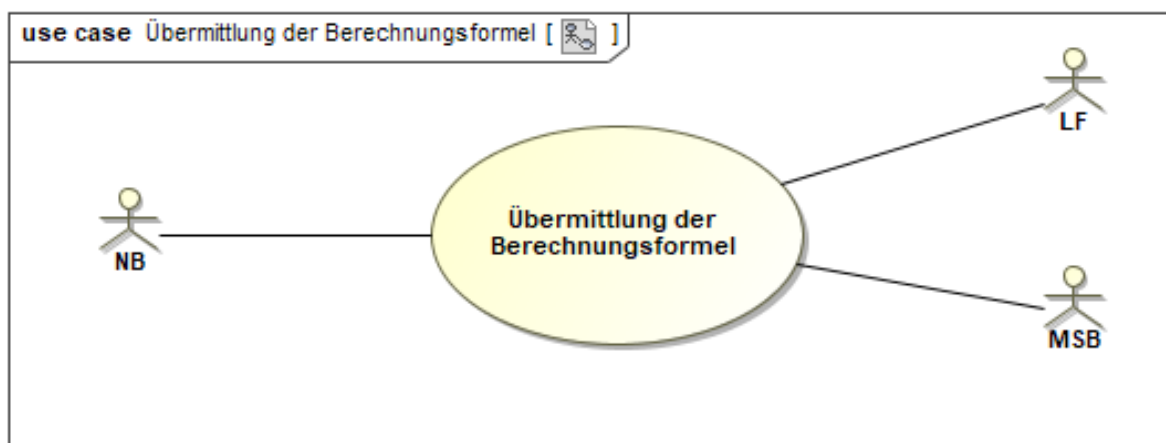 use case Übermittlung der Berechnungsformel [ ]
LF
Übermittlung der
Berechnungsformel
NB
MSB